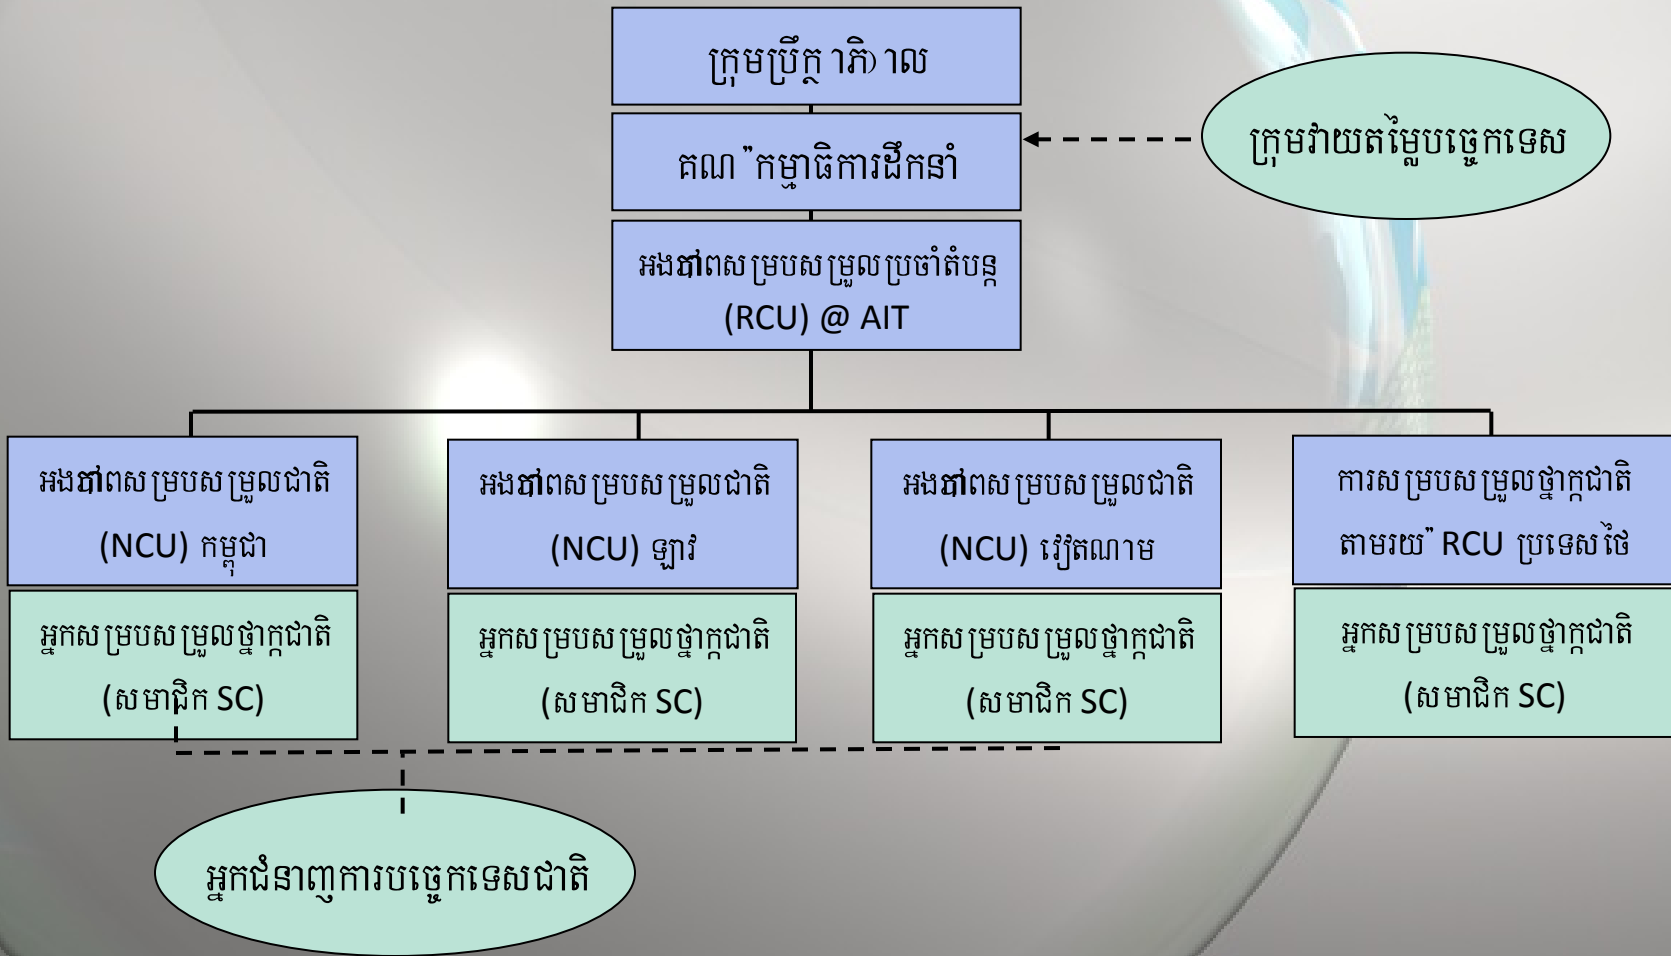 ក្រុមប្រឹក្ថ ាភិ) ាល
ក្រុមវាយតម្លៃបច្ចេកទេស
គណ"កម្មាធិការដឹកនាំ
អង ពសម្របសម្រួលប្រចាំតំបន្ក
(RCU) @ AIT
អង ពសម្របសម្រួលជាតិ
(NCU) កម្ពុជា
អង ពសម្របសម្រួលជាតិ
(NCU) ឡាវ
អង ពសម្របសម្រួលជាតិ
(NCU) វៀតណាម
ការសម្របសម្រួលថ្នាក្កជាតិ
តាមរយ" RCU ប្រទេសថៃ
អ្នកសម្របសម្រួលថ្នាក្កជាតិ
(សមាជិក SC)
អ្នកសម្របសម្រួលថ្នាក្កជាតិ
(សមាជិក SC)
អ្នកសម្របសម្រួលថ្នាក្កជាតិ
(សមាជិក SC)
អ្នកសម្របសម្រួលថ្នាក្កជាតិ
(សមាជិក SC)
អ្នកជំនាញការបច្ចេកទេសជាតិ